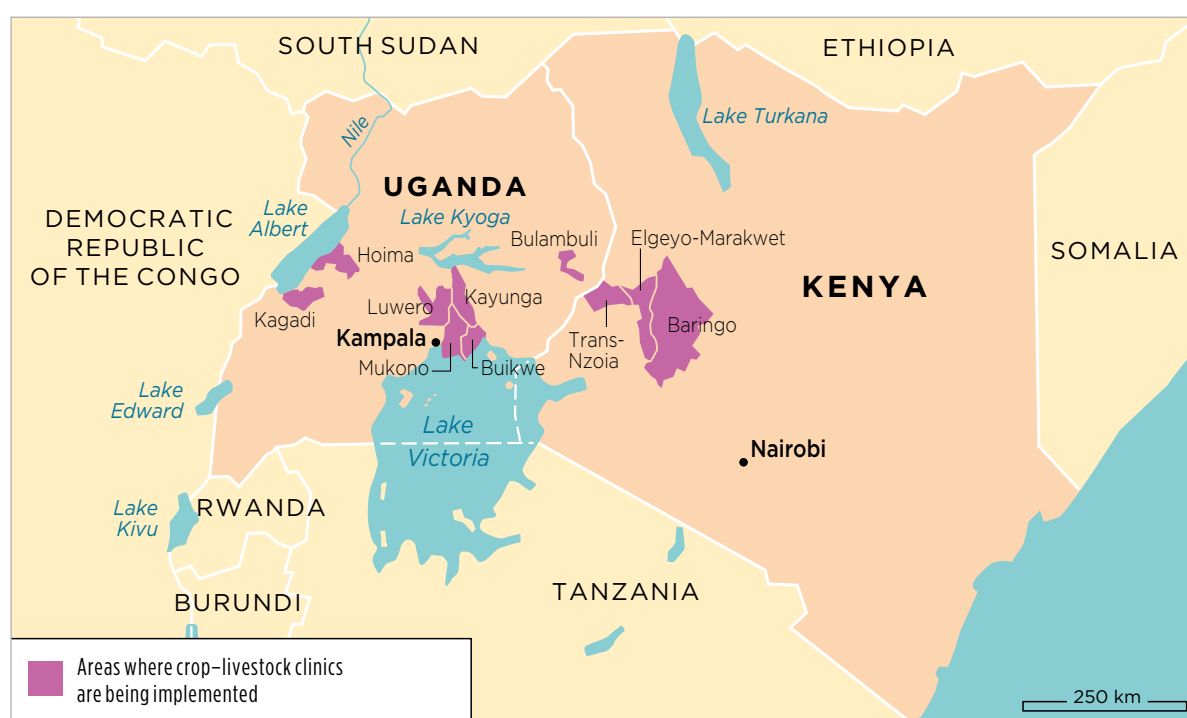 SOUTH SUDAN
ETHIOPIA
Lake Turkana
Nile
UGANDA
DEMOCRATIC
REPUBLIC
OF THE CONGO
Lake
Albert
Lake Kyoga
Bulambuli
Elgeyo-Marakwet
SOMALIA
Hoima
KENYA
Kayunga
Luwero
Kagadi
Baringo
Kampala
Trans-
Nzoia
Mukono
Buikwe
Lake
Edward
Lake
Victoria
Nairobi
Lake
Kivu
RWANDA
TANZANIA
BURUNDI
Areas where crop–livestock clinics
are being implemented
250 km